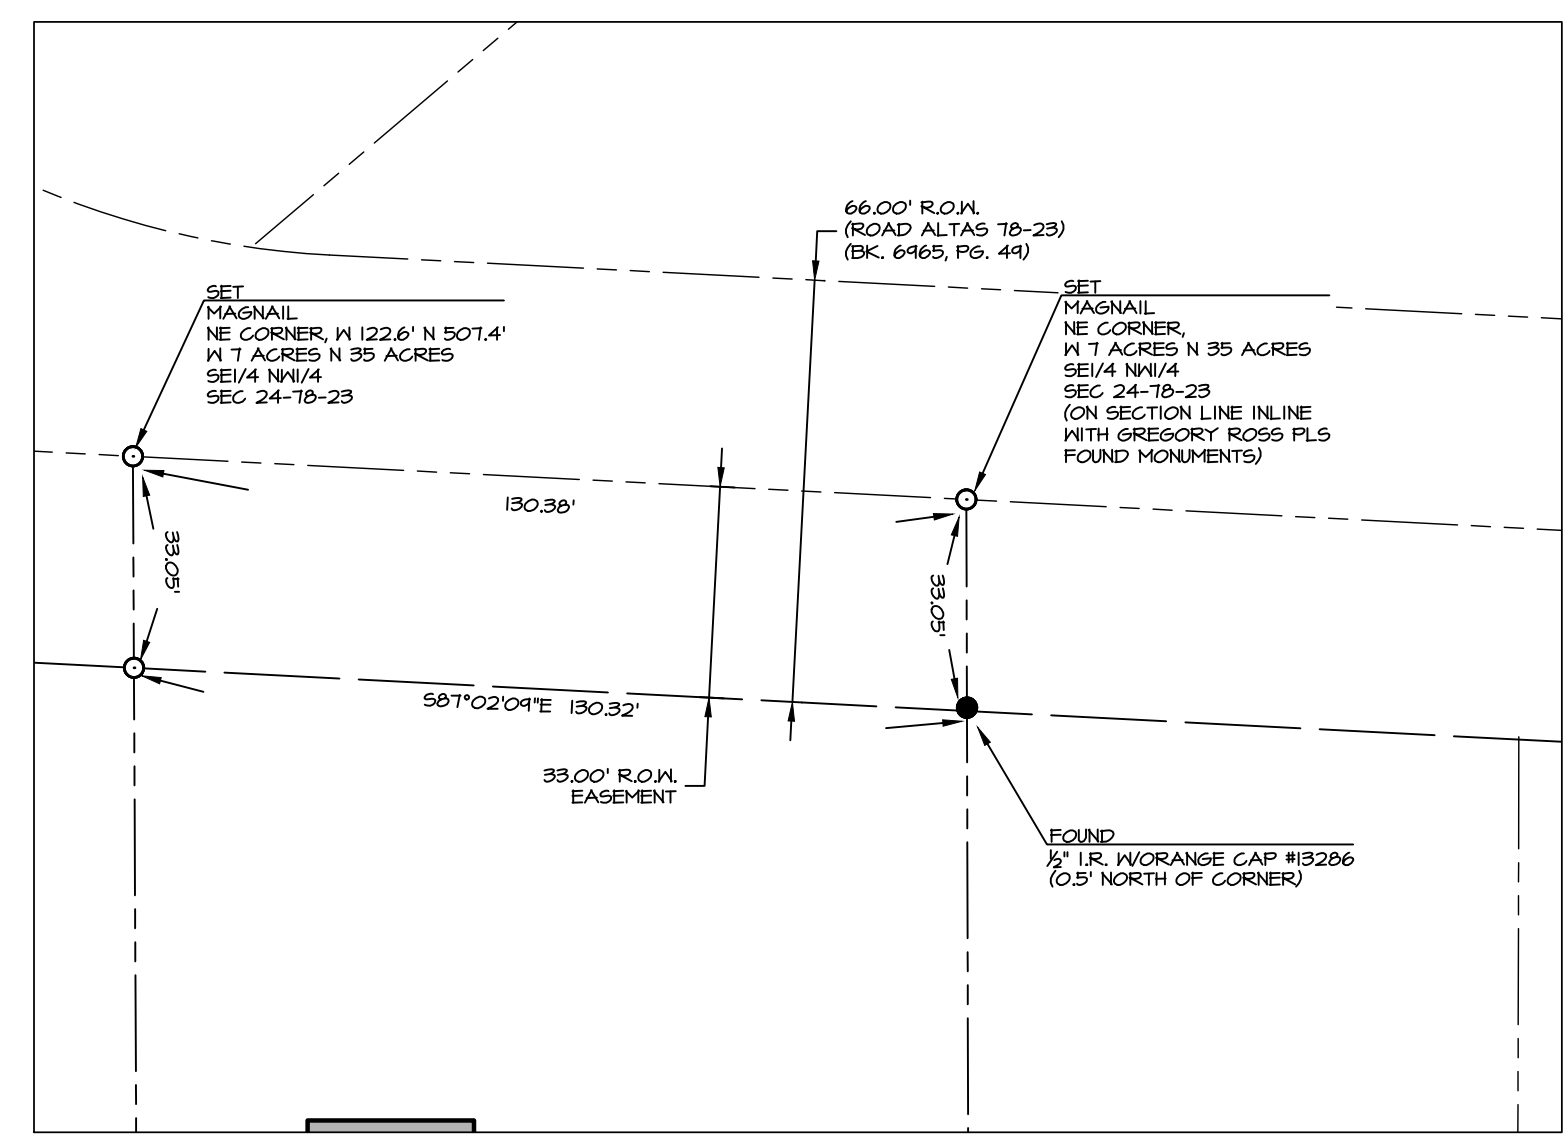 66.00' R.O.W.
(ROAD ALTAS 78-23)
(BK. 6965, PG. 49)
SET
MAGNAIL
NE CORNER, W 122.6' N 507.4'
W 7 ACRES N 35 ACRES
SE1/4 NW1/4
SEC 24-78-23
SET
MAGNAIL
NE CORNER,
W 7 ACRES N 35 ACRES
SE1/4 NW1/4
SEC 24-78-23
(ON SECTION LINE INLINE
WITH GREGORY ROSS PLS
FOUND MONUMENTS)
130.38'
33.05'
33.05'
S87°02'09"E 130.32'
33.00' R.O.W.
EASEMENT
FOUND
½" I.R. W/ORANGE CAP #13286
(0.5' NORTH OF CORNER)